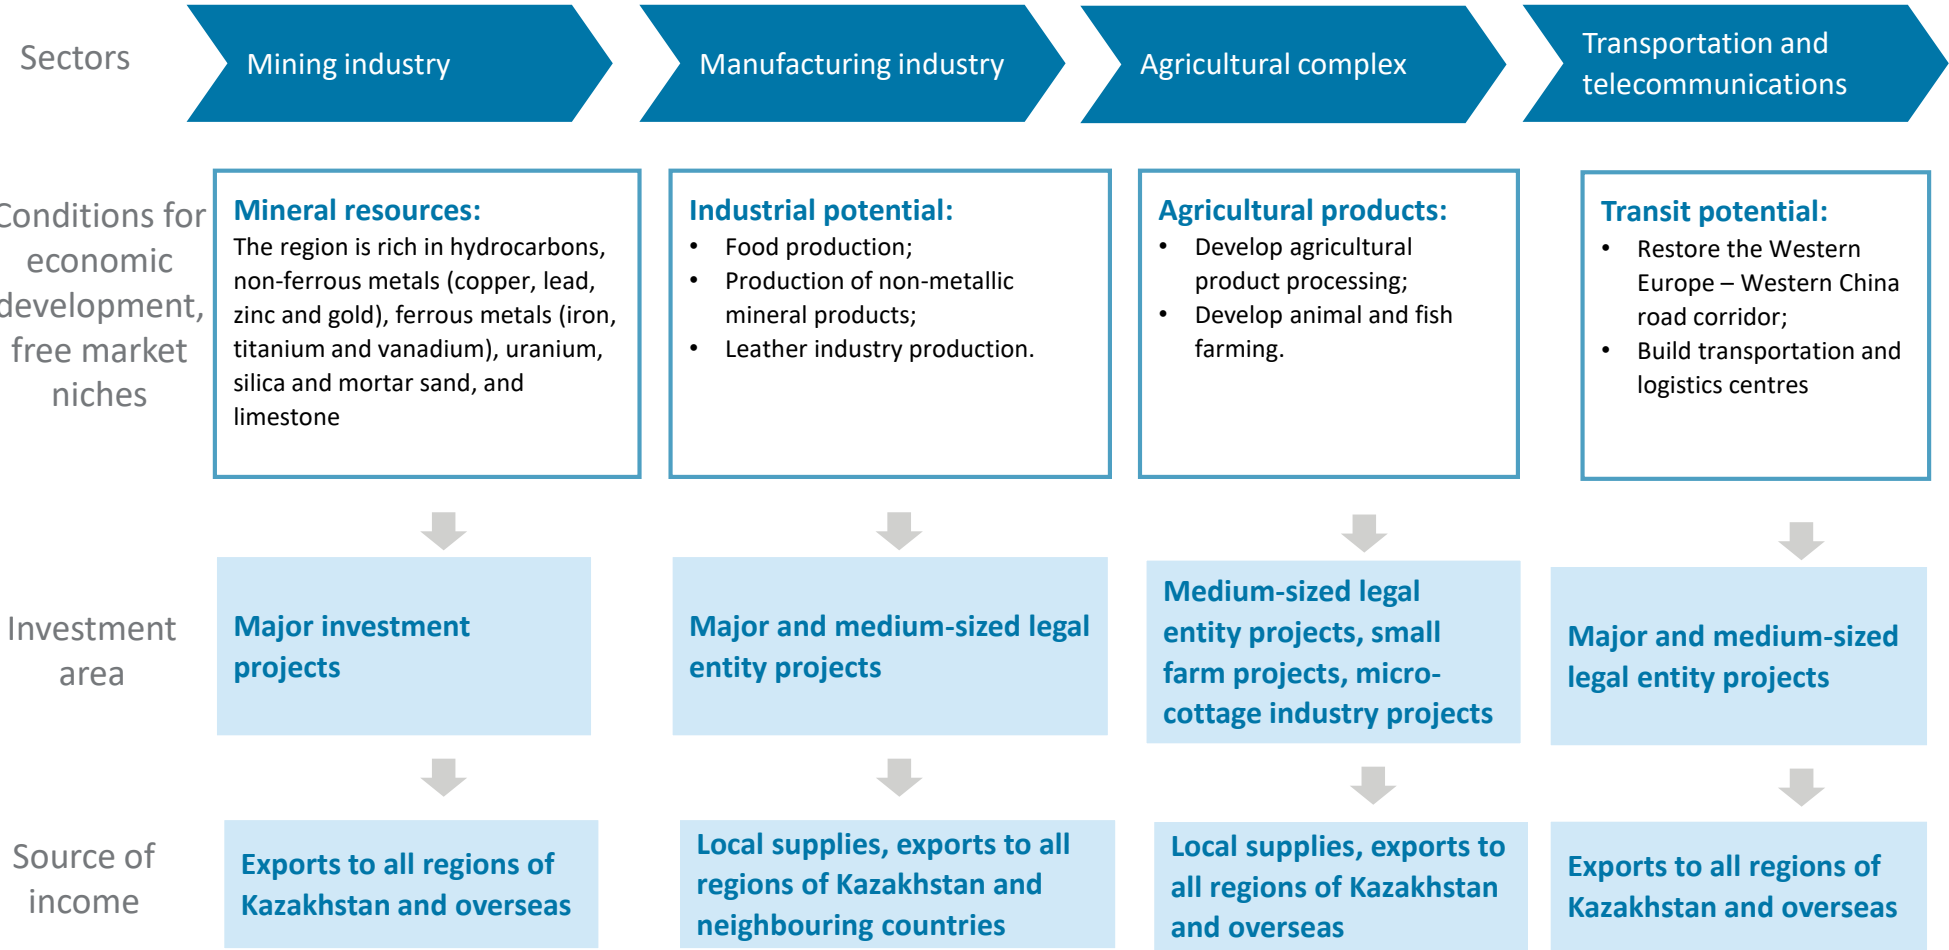 Sectors
Mining industry
Manufacturing industry
Agricultural complex
Transportation and
telecommunications
Conditions for
economic
development,
free market
niches
Mineral resources:
The region is rich in hydrocarbons,
non-ferrous metals (copper, lead,
zinc and gold), ferrous metals (iron,
titanium and vanadium), uranium,
silica and mortar sand, and
limestone
Industrial potential:
• Food production;
• Production of non-metallic
mineral products;
• Leather industry production.
Agricultural products:
• Develop agricultural
product processing;
• Develop animal and fish
farming.
Transit potential:
• Restore the Western
Europe – Western China
road corridor;
• Build transportation and
logistics centres
Investment
area
Major investment
projects
Major and medium-sized legal
entity projects
Medium-sized legal
entity projects, small
farm projects, micro-
cottage industry projects
Major and medium-sized
legal entity projects
Source of
income
Exports to all regions of
Kazakhstan and overseas
Local supplies, exports to all
regions of Kazakhstan and
neighbouring countries
Local supplies, exports to
all regions of Kazakhstan
and overseas
Exports to all regions of
Kazakhstan and overseas